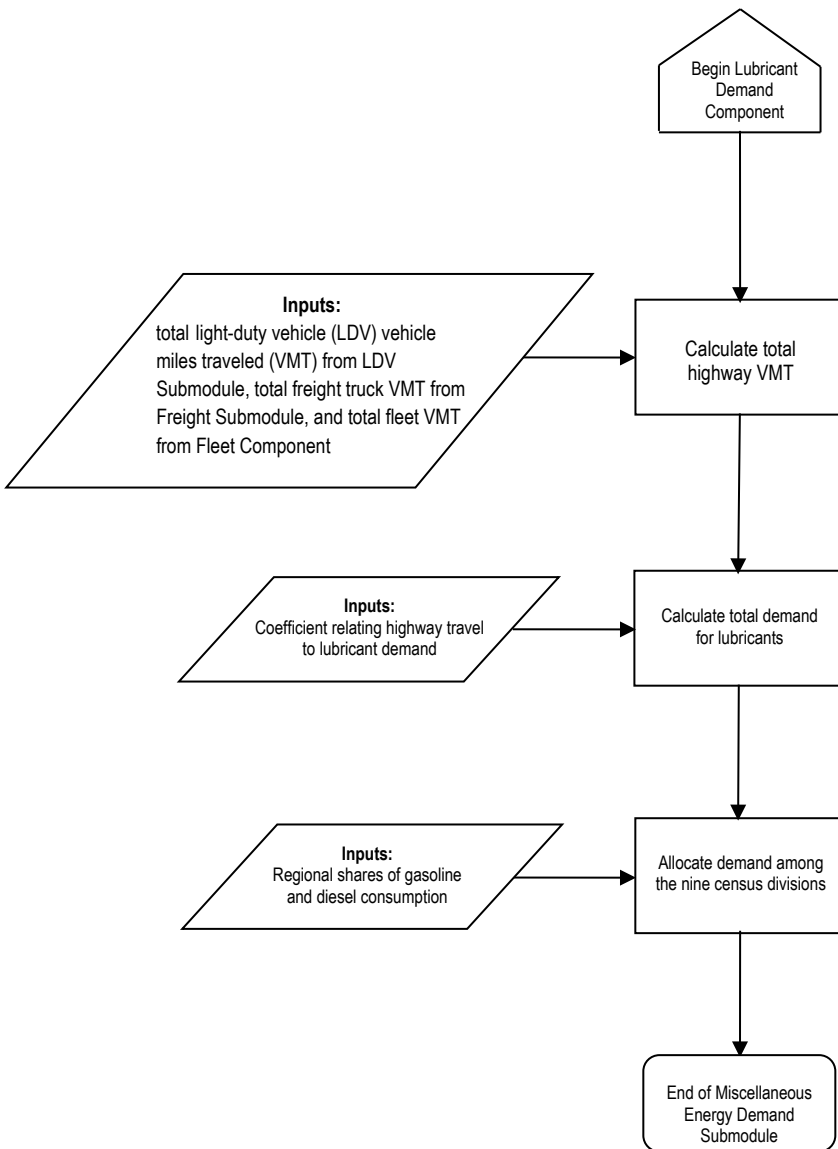 Begin Lubricant
Demand
Component
Inputs:
total light-duty vehicle (LDV) vehicle
miles traveled (VMT) from LDV
Submodule, total freight truck VMT from
Freight Submodule, and total fleet VMT
from Fleet Component
Calculate total
highway VMT
Inputs:
Coefficient relating highway travel
to lubricant demand
Calculate total demand
for lubricants
Inputs:
Regional shares of gasoline
and diesel consumption
Allocate demand among
the nine census divisions
End of Miscellaneous
Energy Demand
Submodule